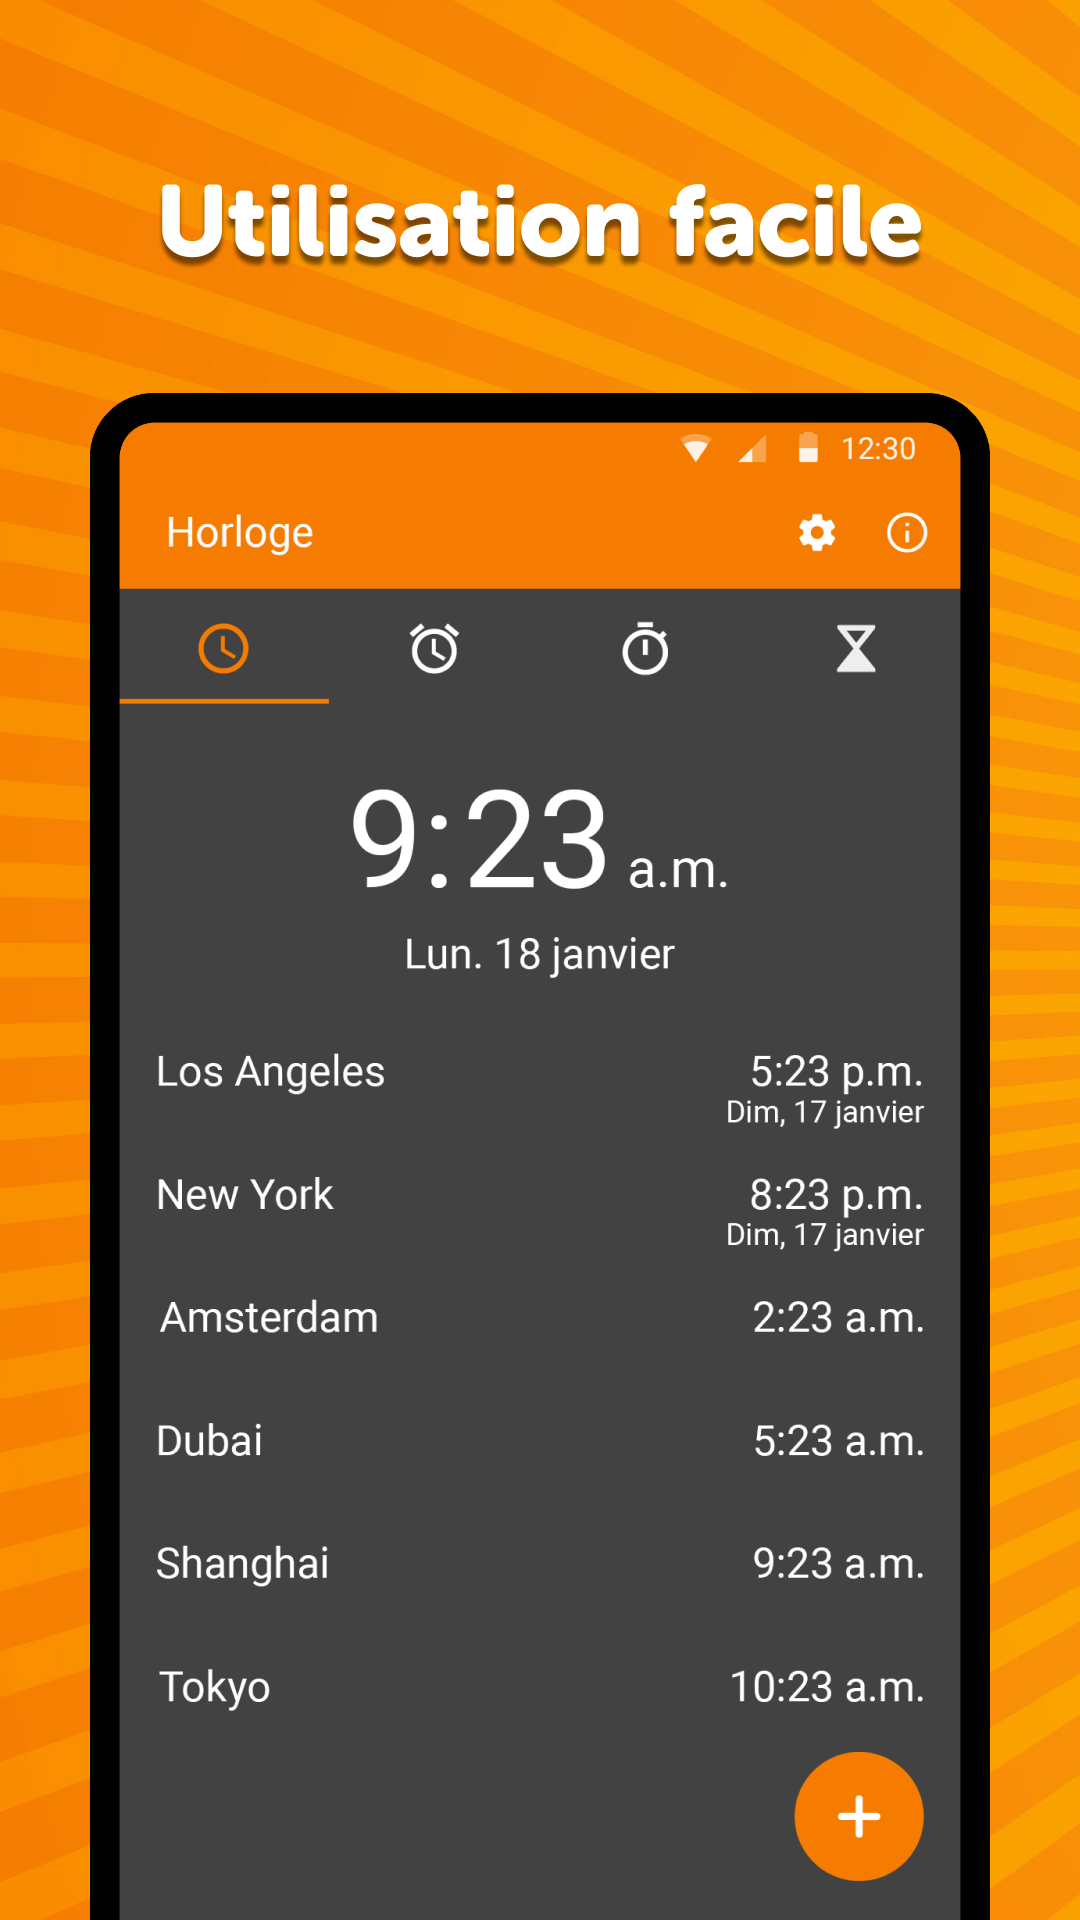 Utilisation facile
12:30
Horloge
9:23 a.m.
Lun. 18 janvier
Los Angeles 5:23 p.m.
Dim, 17 janvier
New York 8:23 p.m.
Dim, 17 janvier
Amsterdam 2:23 a.m.
Dubai 5:23 a.m.
Shanghai 9:23 a.m.
Tokyo 10:23 a.m.